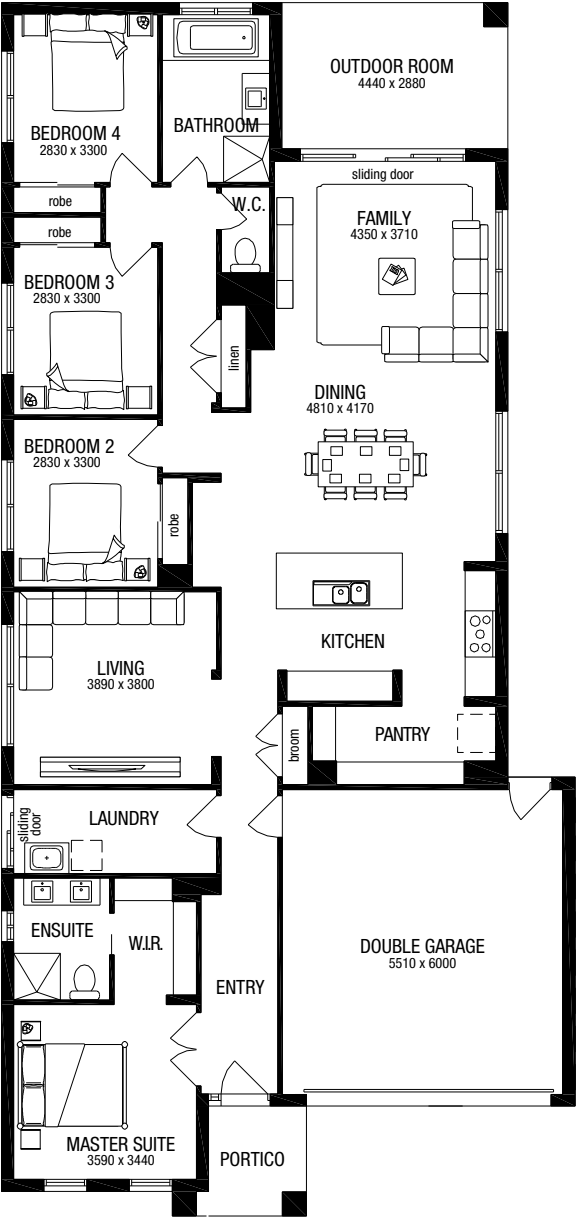 OUTDOOR ROOM
4440 x 2880
BEDROOM 4
2830 x 3300
BATHROOM
sliding door
robe
W.C.
FAMILY
4350 x 3710
robe
BEDROOM 3
2830 x 3300
linen
DINING
4810 x 4170
BEDROOM 2
2830 x 3300
robe
KITCHEN
LIVING
3890 x 3800
PANTRY
broom
sliding
door
LAUNDRY
ENSUITE
W.I.R.
DOUBLE GARAGE
5510 x 6000
ENTRY
MASTER SUITE
3590 x 3440
PORTICO